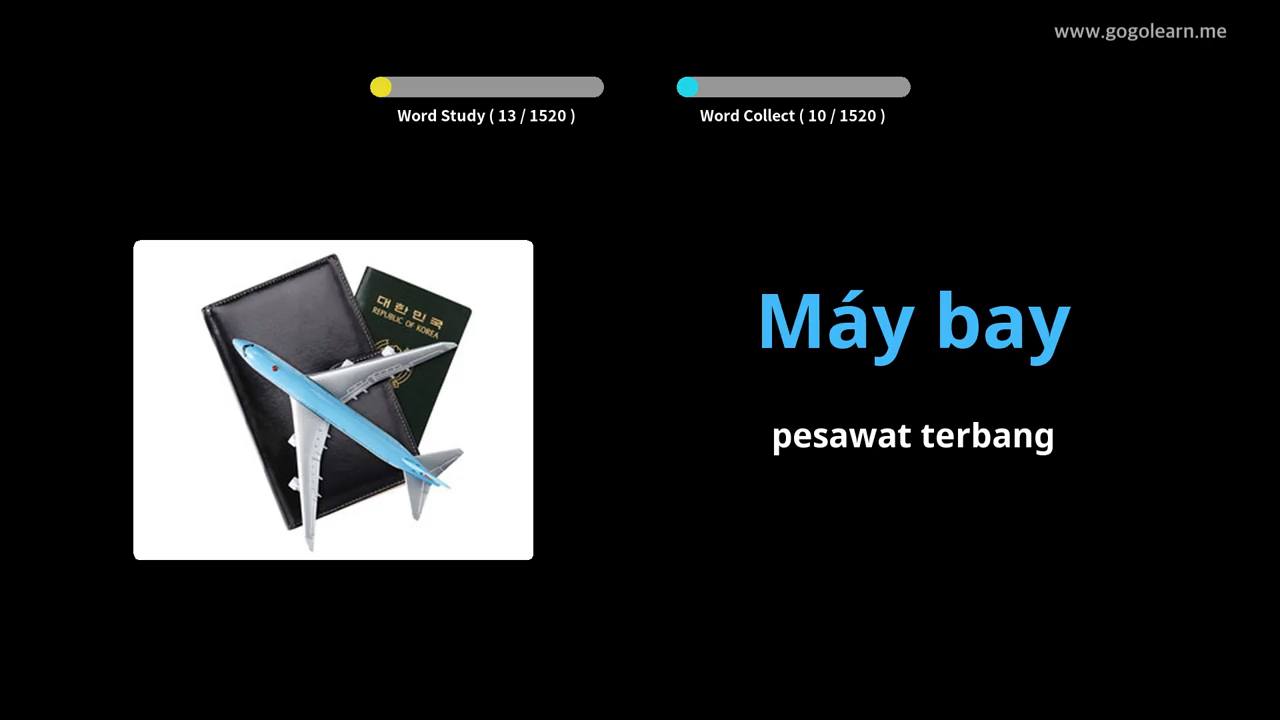 www.gogolearn.me
Word Study ( 13 / 1520 )
Word Collect ( 10 / 1520 )
대한민국
REPUBLIC OF KOREA
Máy bay
pesawat terbang